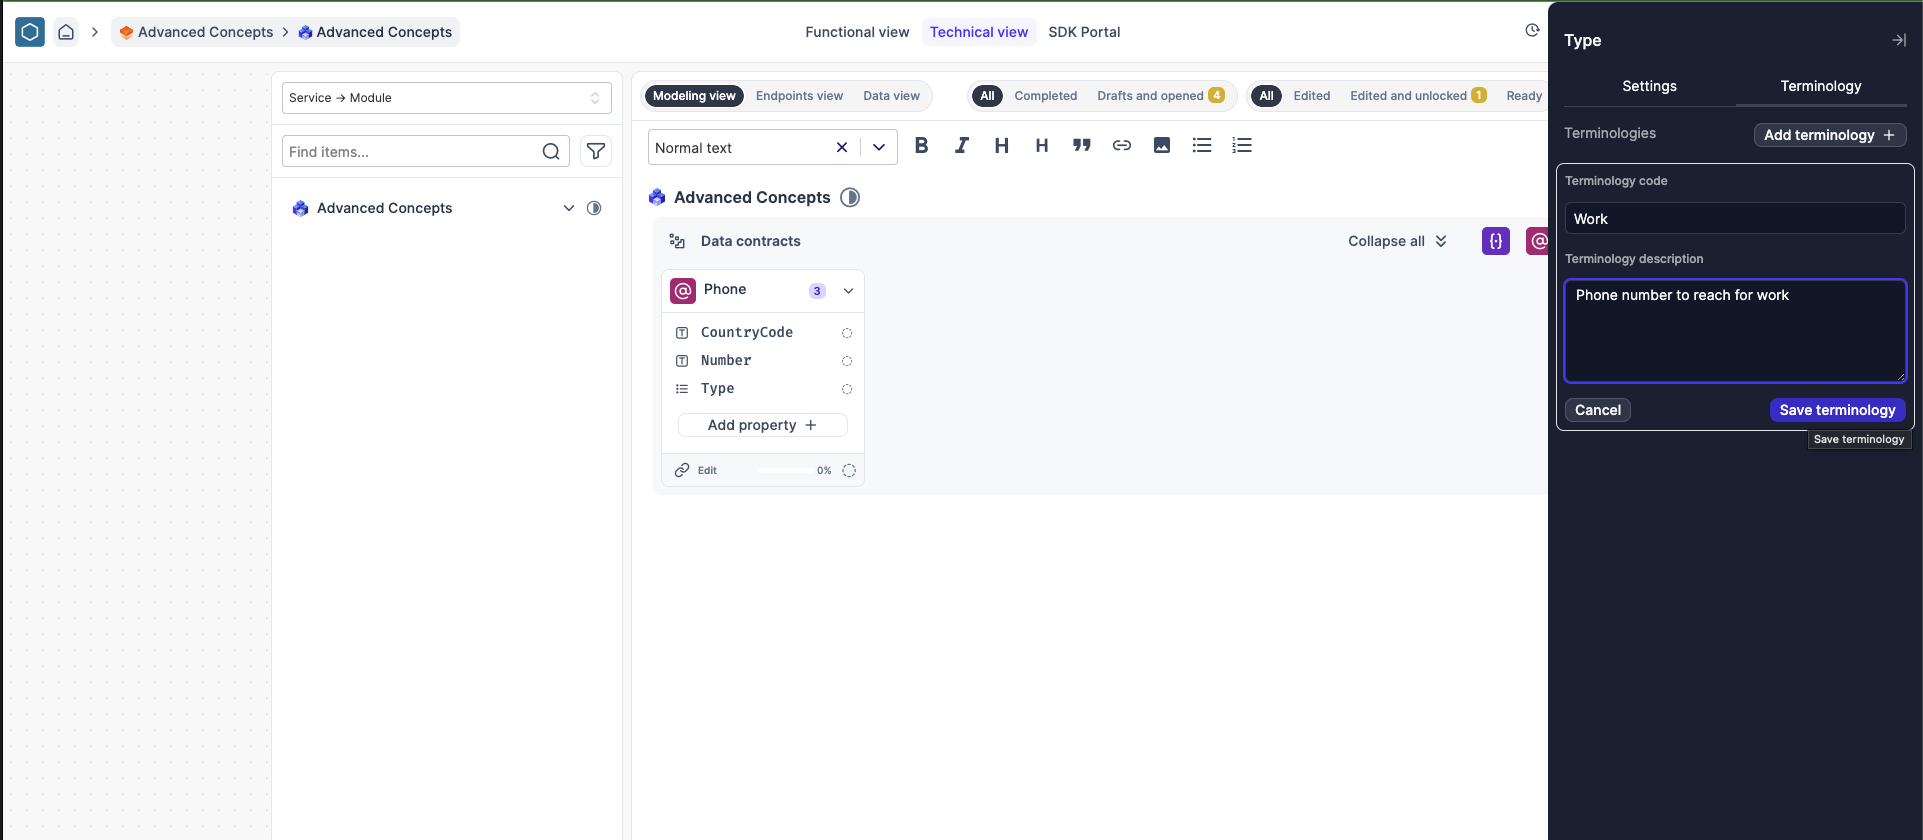 Advanced Concepts
Advanced Concepts
Functional view
Technical view
SDK Portal
Service → Module
Find items...
Advanced Concepts
Modeling view
Endpoints view
Data view
All
Completed
Drafts and opened 4
All
Edited
Edited and unlocked 1
Ready
Normal text
B
I
H
H
Advanced Concepts
Data contracts
Collapse all
Phone
3
CountryCode
Number
Type
Add property +
Edit
0%
Type
Settings
Terminology
Terminologies
Add terminology +
Terminology code
Work
Terminology description
Phone number to reach for work
Cancel
Save terminology
Save terminology